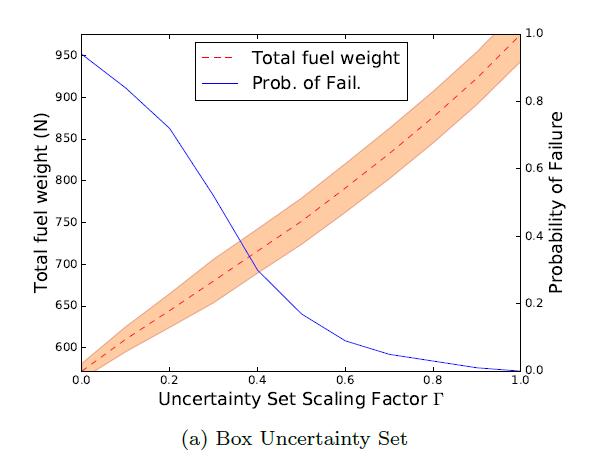 Total fuel weight
Prob. of Fail.
Total fuel weight (N)
950
900
850
800
750
700
650
600
1.0
0.8
0.6
0.4
0.2
0.0
Probability of Failure
0.0 0.2 0.4 0.6 0.8 1.0
Uncertainty Set Scaling Factor Γ
(a) Box Uncertainty Set